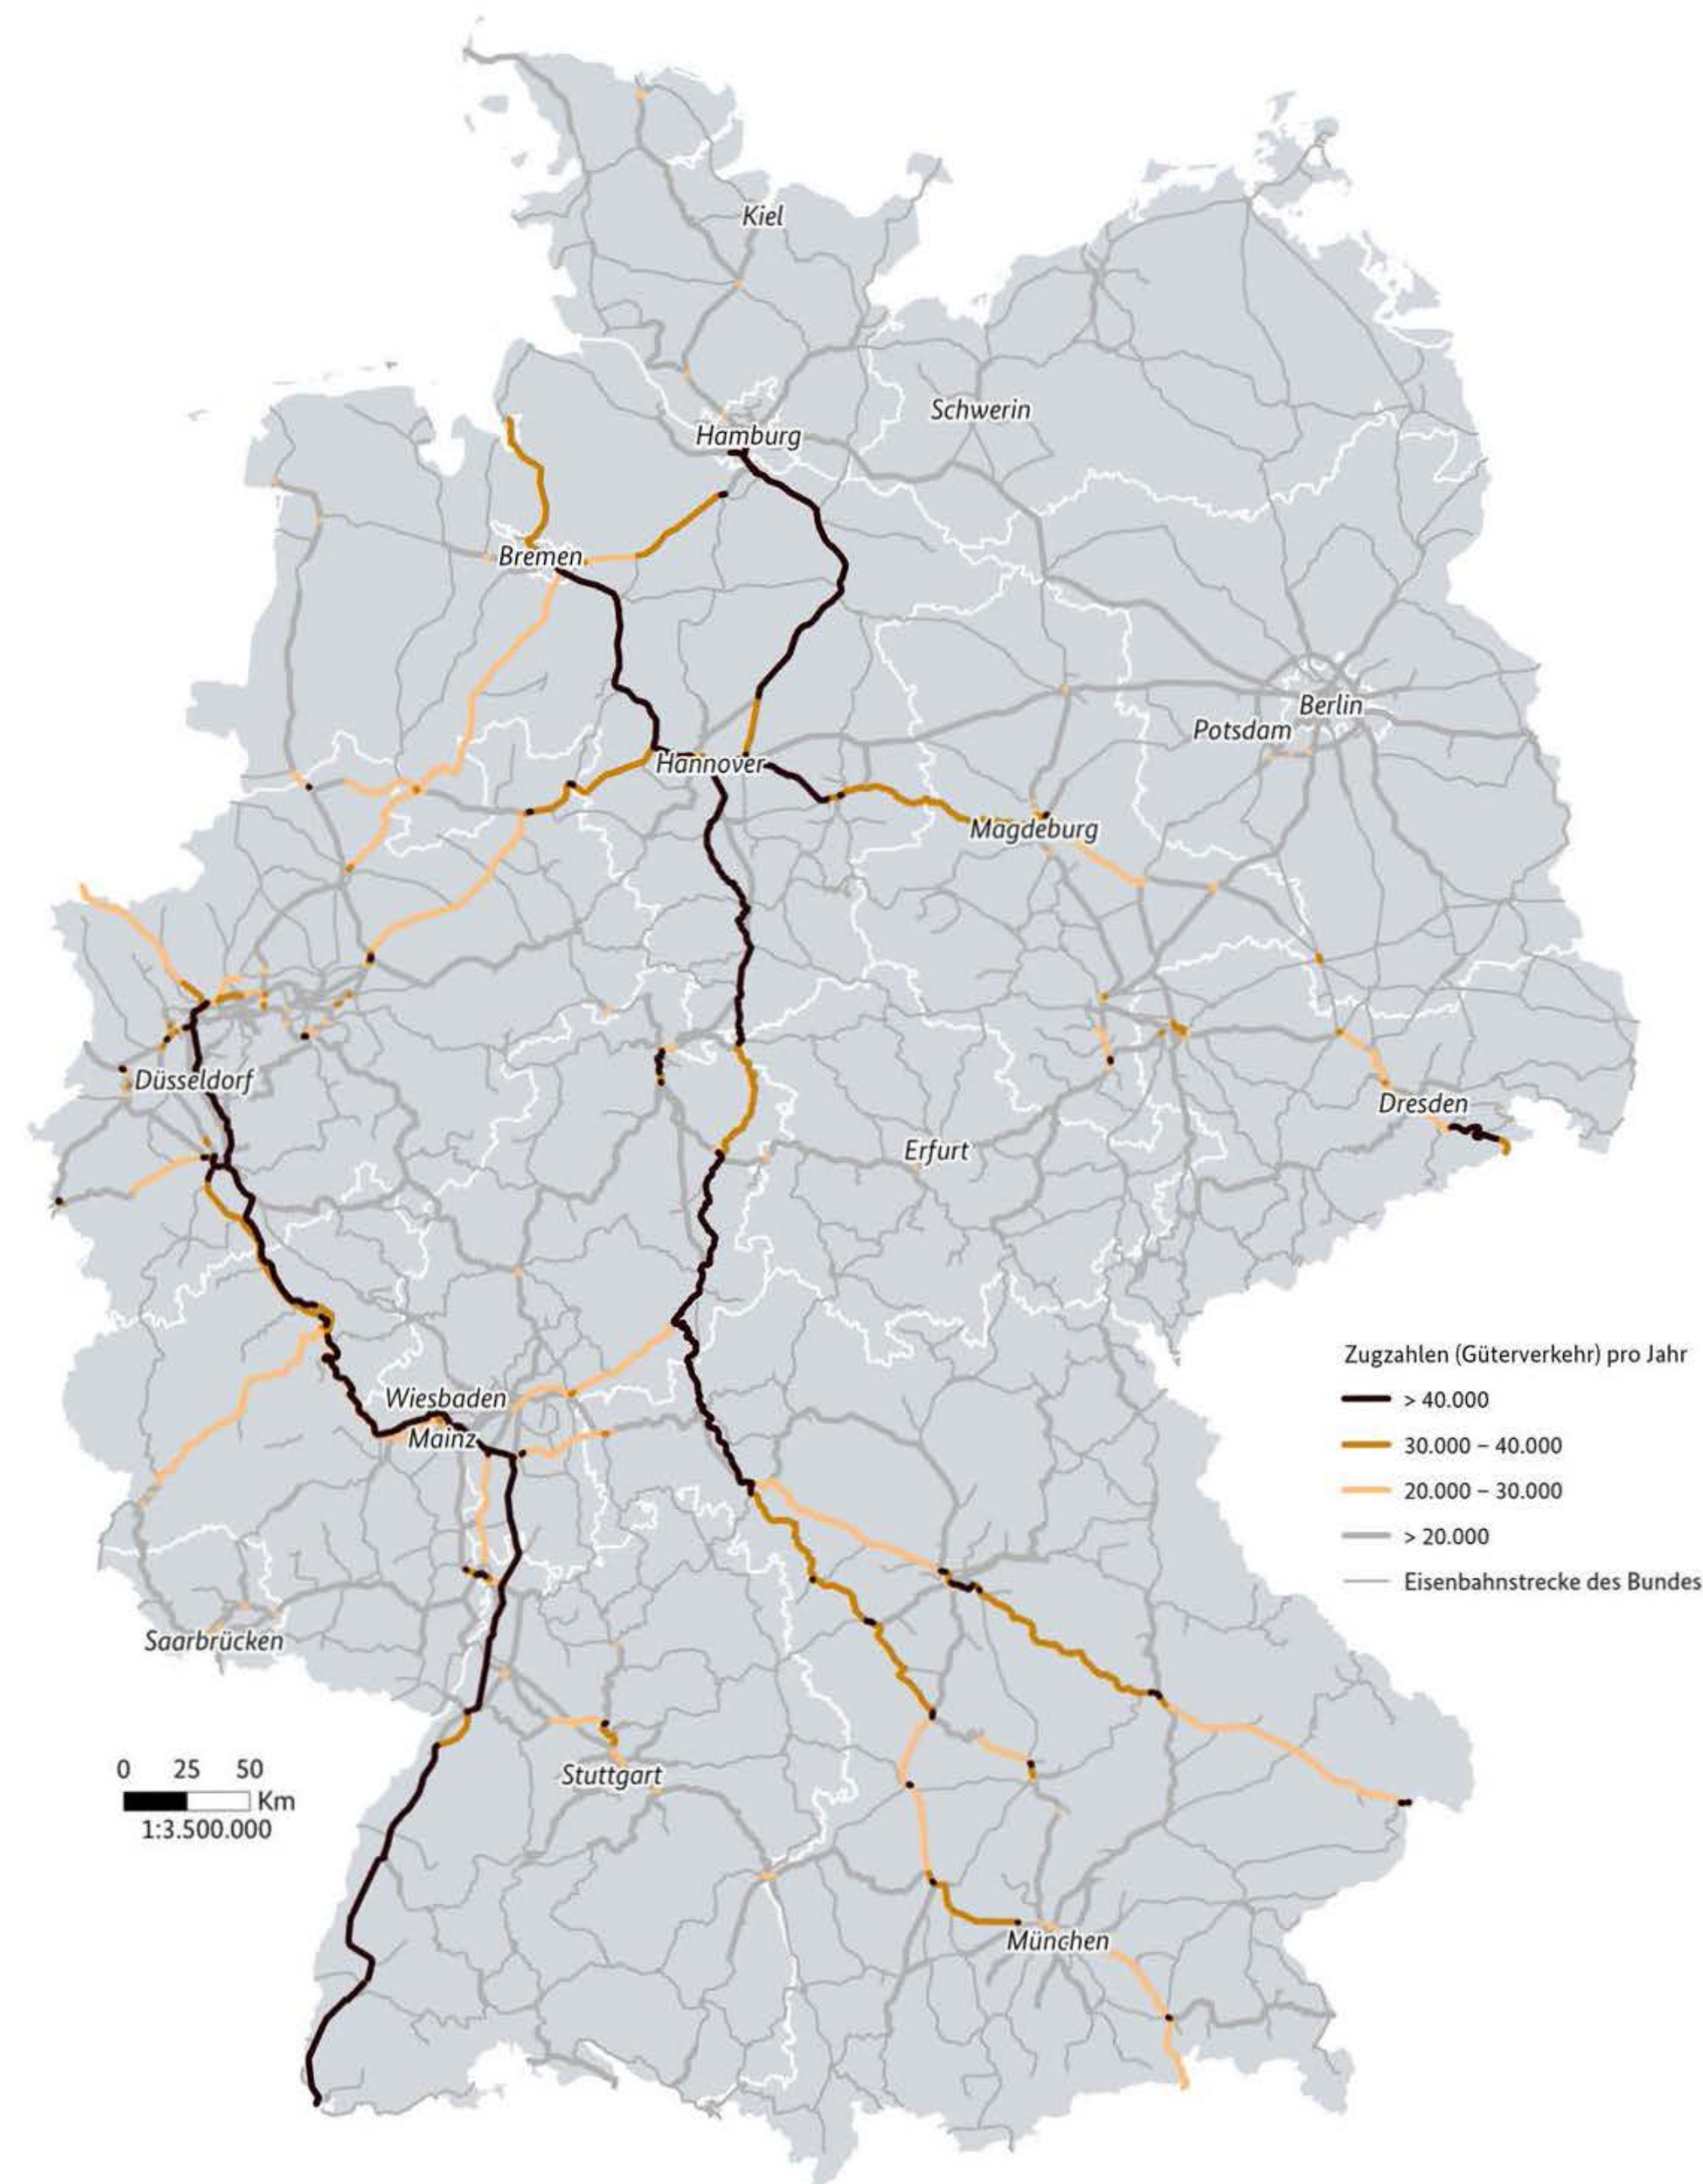 Kiel
Schwerin
Hamburg
Bremen
Berlin
Potsdam
Hannover
Magdeburg
Düsseldorf
Dresden
Erfurt
Wiesbaden
Mainz
Saarbrücken
Stuttgart
München
Zugzahlen (Güterverkehr) pro Jahr
> 40.000
30.000 – 40.000
20.000 – 30.000
> 20.000
Eisenbahnstrecke des Bundes
0 25 50
Km
1:3.500.000